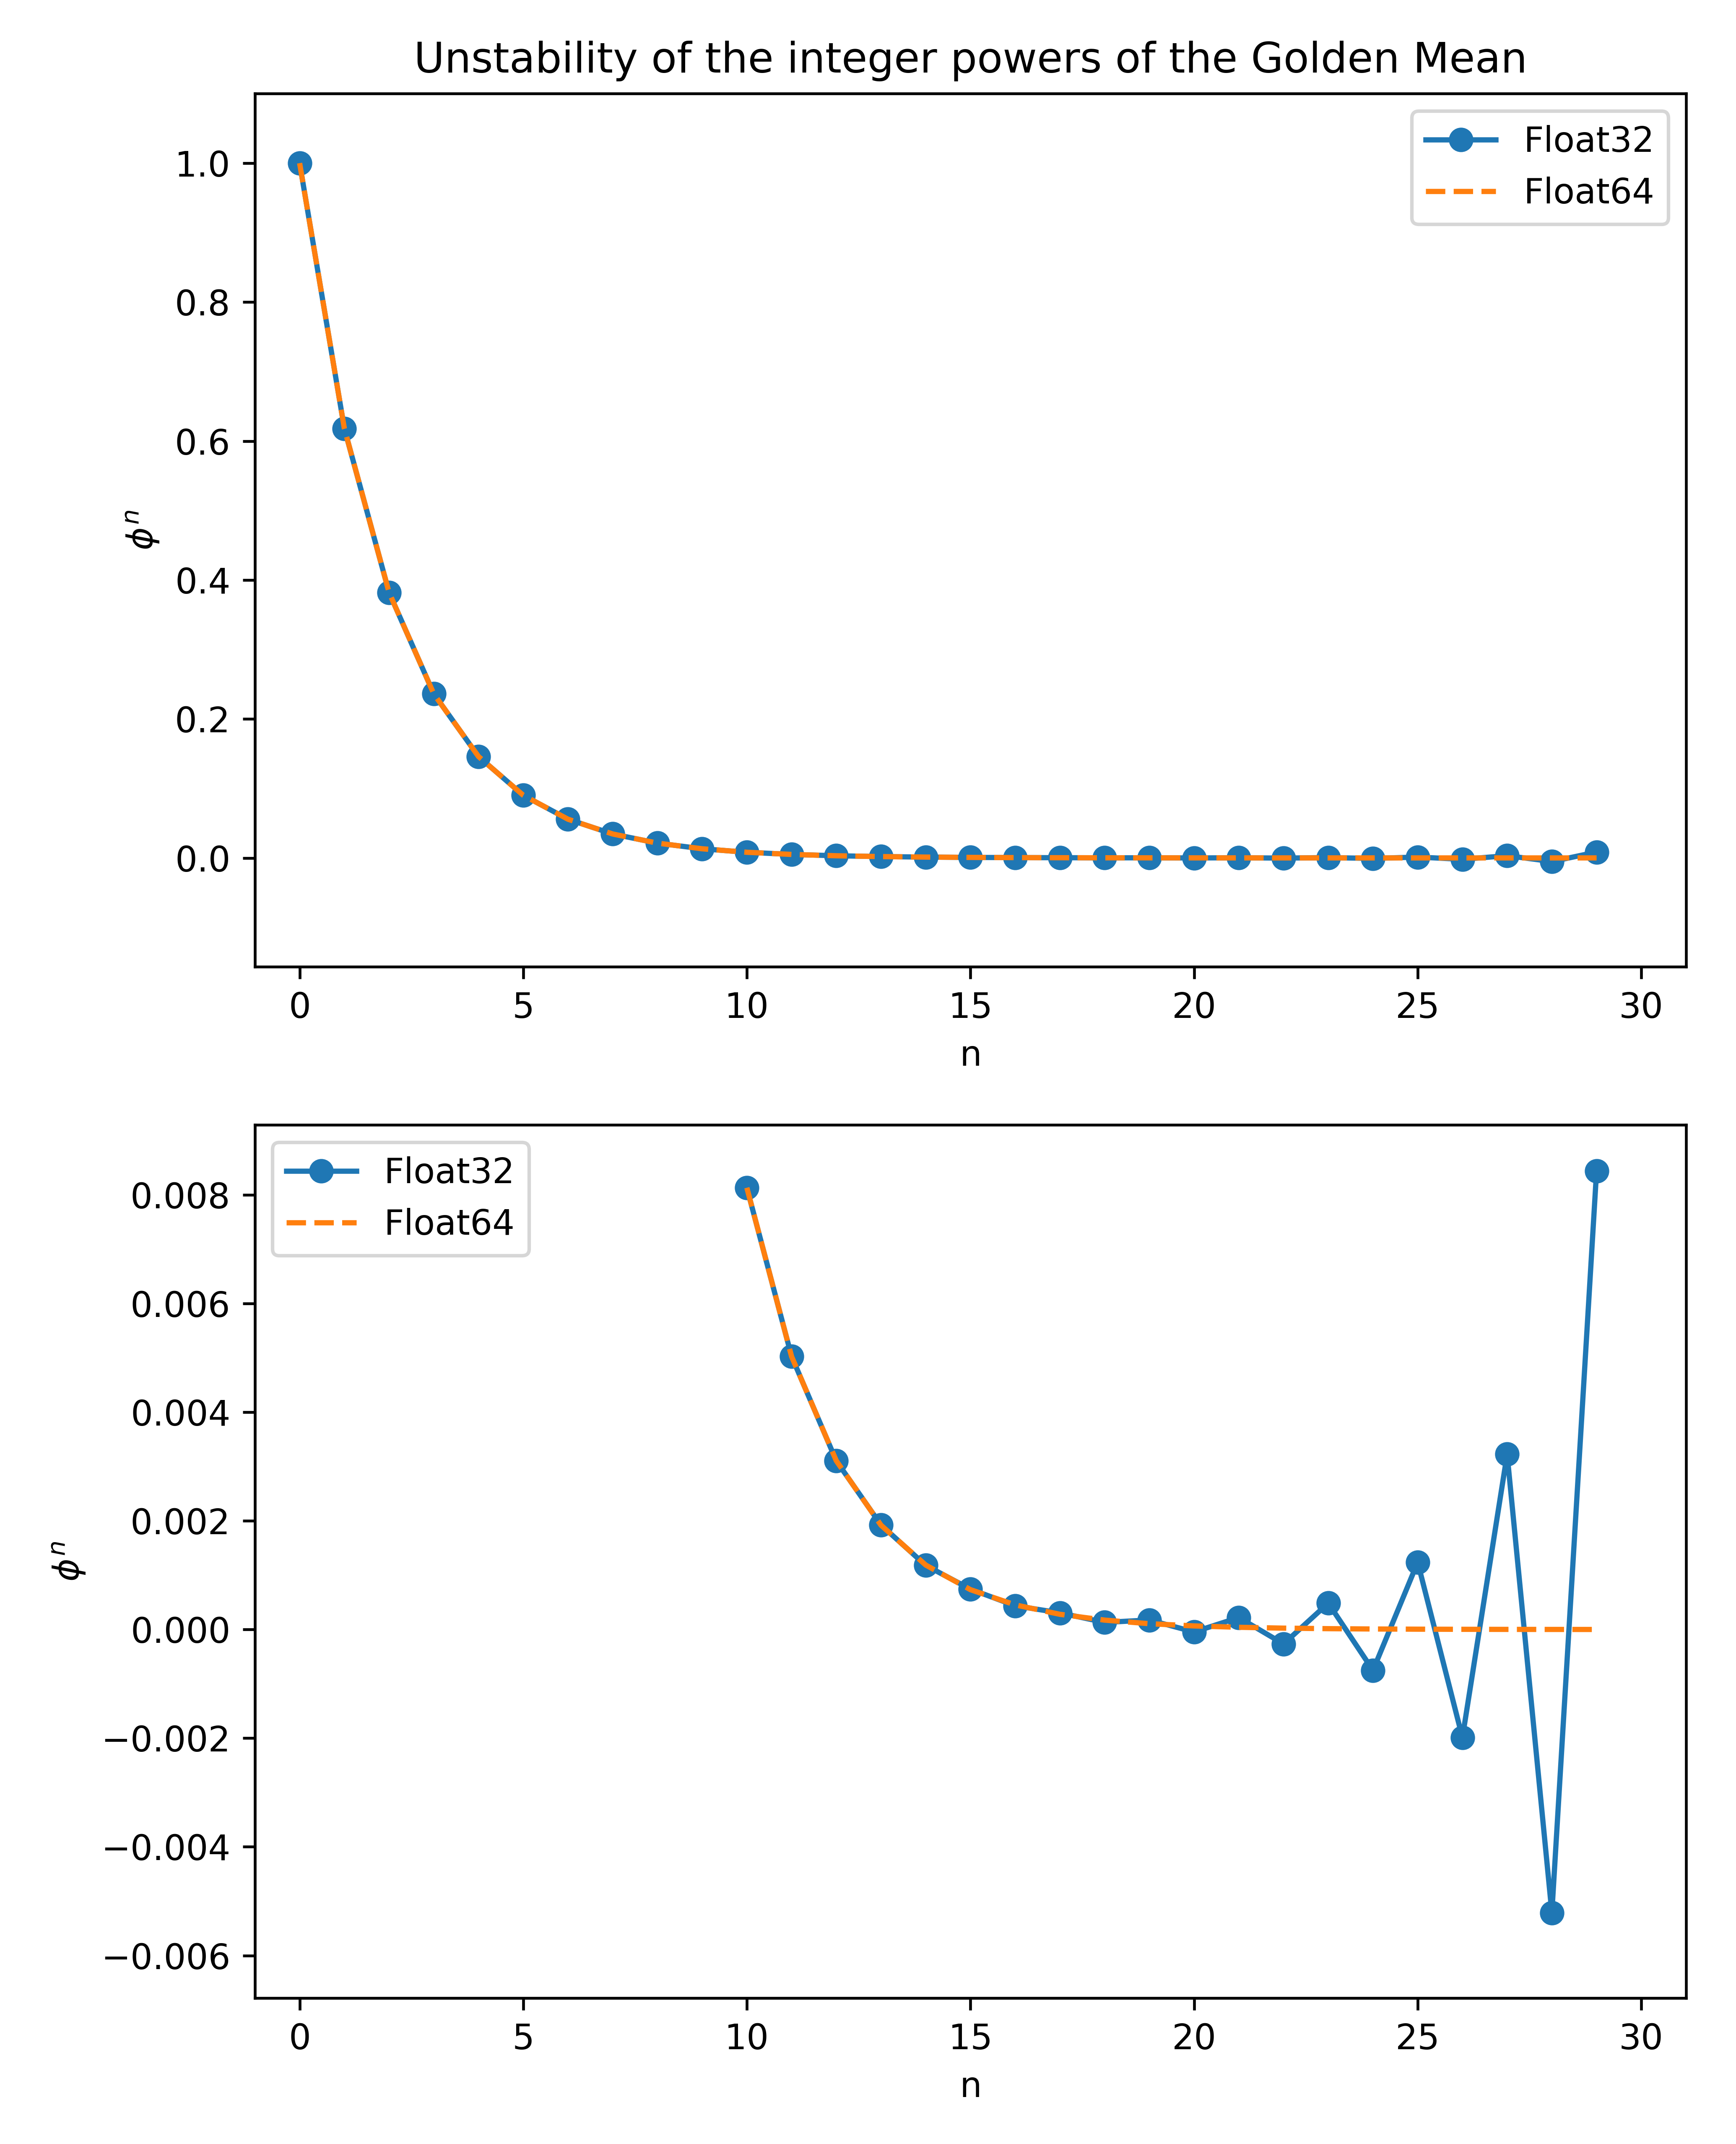 Unstability of the integer powers of the Golden Mean
Float32
Float64
1.0
0.8
0.6
0.4
0.2
0.0
ϕⁿ
0 5 10 15 20 25 30
n
Float32
Float64
0.008
0.006
0.004
0.002
0.000
−0.002
−0.004
−0.006
ϕⁿ
0 5 10 15 20 25 30
n